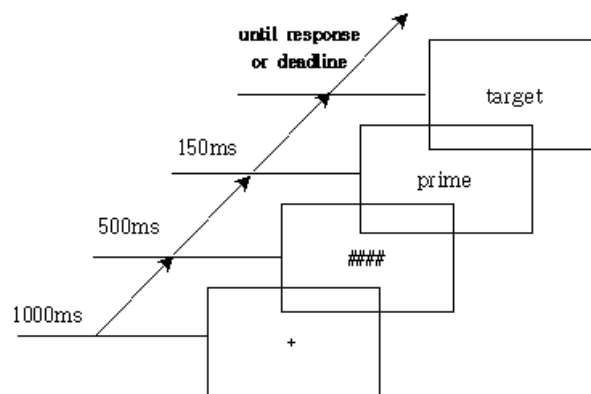 until response
or deadline
target
150ms
prime
500ms
####
1000ms
+